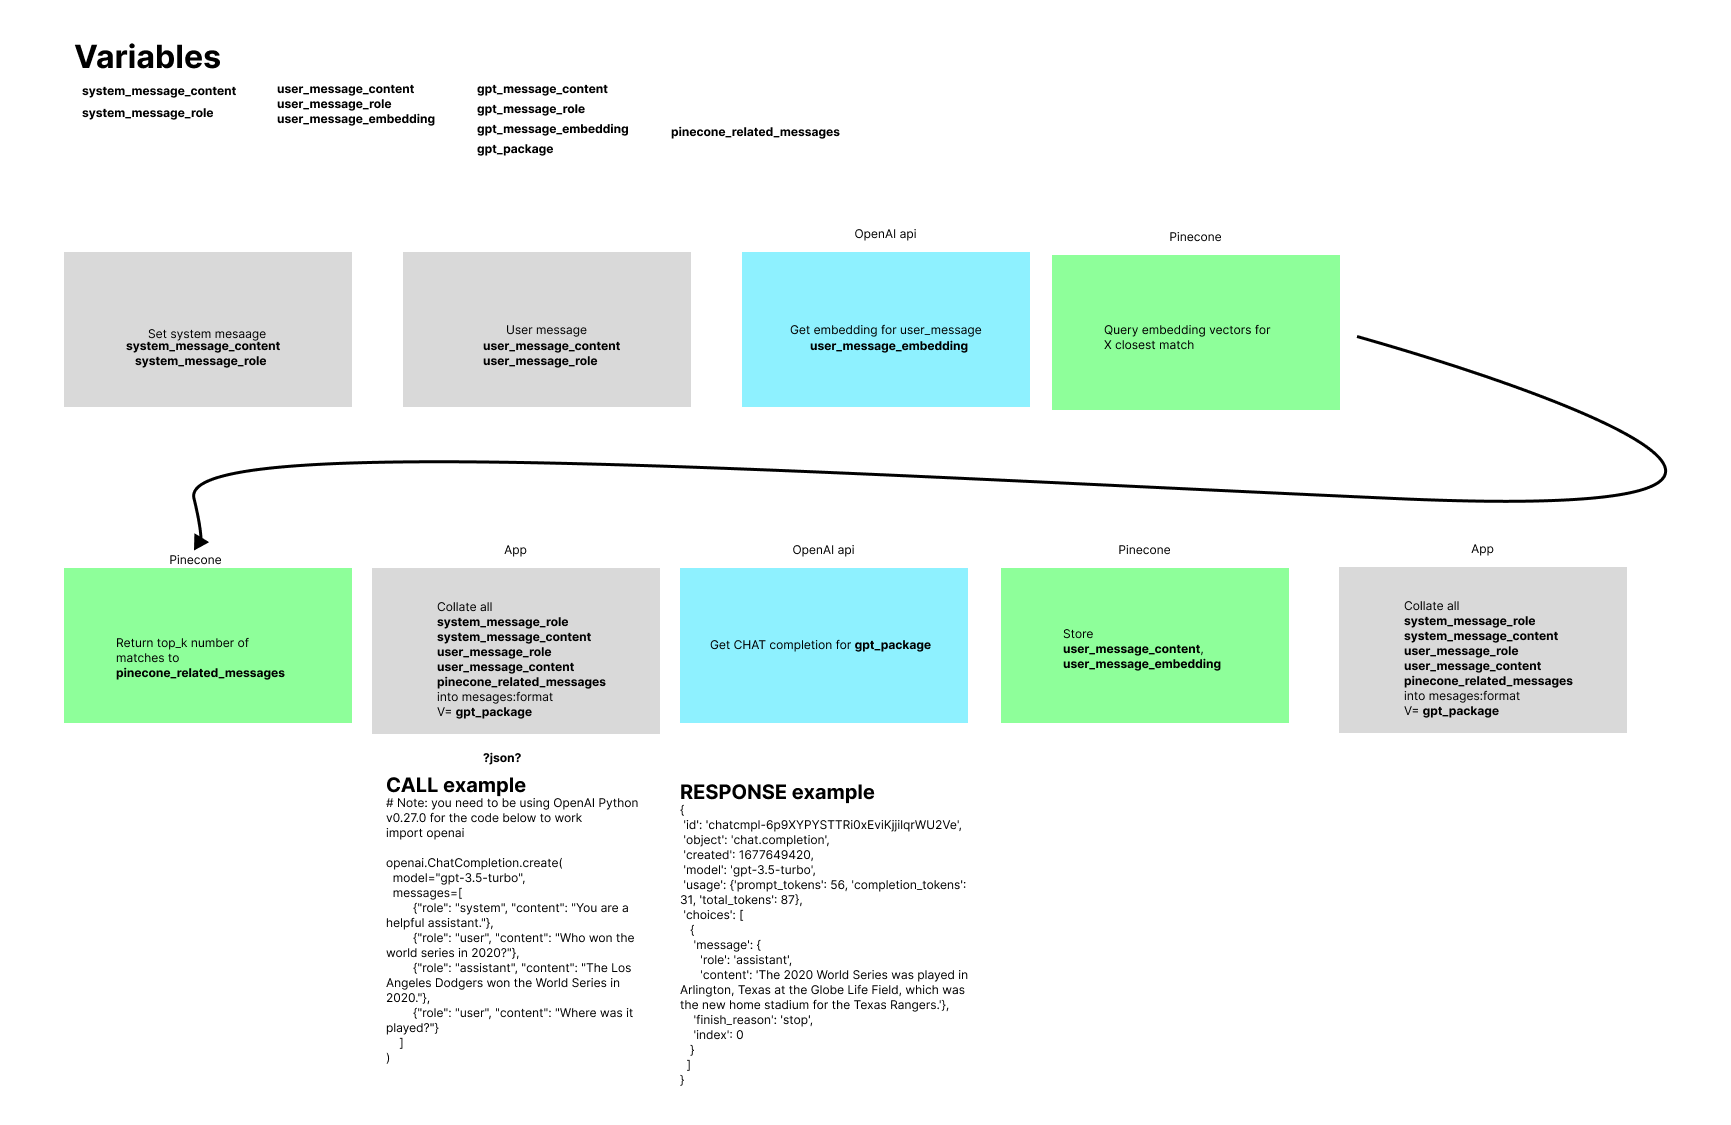 Variables
system_message_content
system_message_role
user_message_content
user_message_role
user_message_embedding
gpt_message_content
gpt_message_role
gpt_message_embedding
gpt_package
pinecone_related_messages
Set system mesaage
system_message_content
system_message_role
User message
user_message_content
user_message_role
OpenAI api
Get embedding for user_message
user_message_embedding
Pinecone
Query embedding vectors for
X closest match
Pinecone
Return top_k number of
matches to
pinecone_related_messages
App
Collate all
system_message_role
system_message_content
user_message_role
user_message_content
pinecone_related_messages
into mesages:format
V= gpt_package
OpenAI api
Get CHAT completion for gpt_package
Pinecone
Store
user_message_content,
user_message_embedding
App
Collate all
system_message_role
system_message_content
user_message_role
user_message_content
pinecone_related_messages
into mesages:format
V= gpt_package
?json?
CALL example
# Note: you need to be using OpenAI Python
v0.27.0 for the code below to work
import openai
openai.ChatCompletion.create(
model="gpt-3.5-turbo",
messages=[
{"role": "system", "content": "You are a
helpful assistant."},
{"role": "user", "content": "Who won the
world series in 2020?"},
{"role": "assistant", "content": "The Los
Angeles Dodgers won the World Series in
2020."},
{"role": "user", "content": "Where was it
played?"}
]
)
RESPONSE example
{
'id': 'chatcmpl-6p9XYPYSTTRi0xEviKjjilqrWU2Ve',
'object': 'chat.completion',
'created': 1677649420,
'model': 'gpt-3.5-turbo',
'usage': {'prompt_tokens': 56, 'completion_tokens':
31, 'total_tokens': 87},
'choices': [
{
'message': {
'role': 'assistant',
'content': 'The 2020 World Series was played in
Arlington, Texas at the Globe Life Field, which was
the new home stadium for the Texas Rangers.'},
'finish_reason': 'stop',
'index': 0
}
]
}